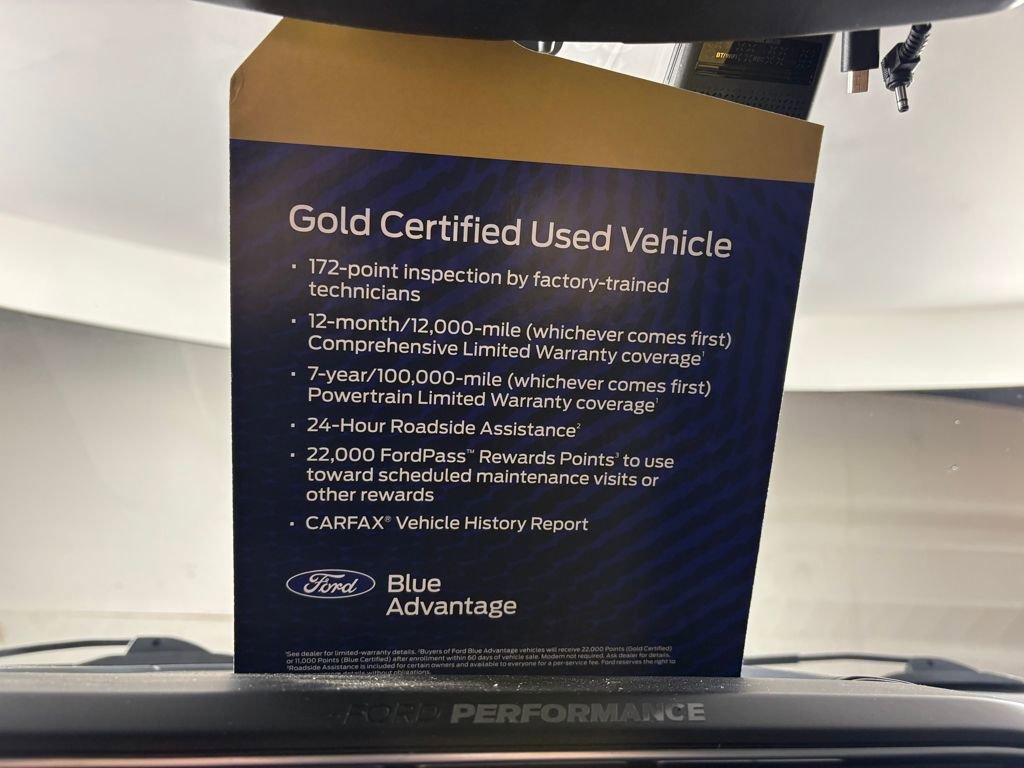 Gold Certified Used Vehicle
· 172-point inspection by factory-trained
technicians
· 12-month/12,000-mile (whichever comes first)
Comprehensive Limited Warranty coverage¹
· 7-year/100,000-mile (whichever comes first)
Powertrain Limited Warranty coverage¹
· 24-Hour Roadside Assistance²
· 22,000 FordPass™ Rewards Points³ to use
toward scheduled maintenance visits or
other rewards
· CARFAX® Vehicle History Report
Ford Blue
Advantage
¹See dealer for limited-warranty details. ²Buyers of Ford Blue Advantage vehicles will receive 22,000 Points (Gold Certified)
or 11,000 Points (Blue Certified) after enrollment within 60 days of vehicle sale. Modem not required. Ask dealer for details.
³Roadside Assistance is included for certain owners and available to everyone for a per-service fee. Ford reserves the right to
without obligations.
FORD PERFORMANCE